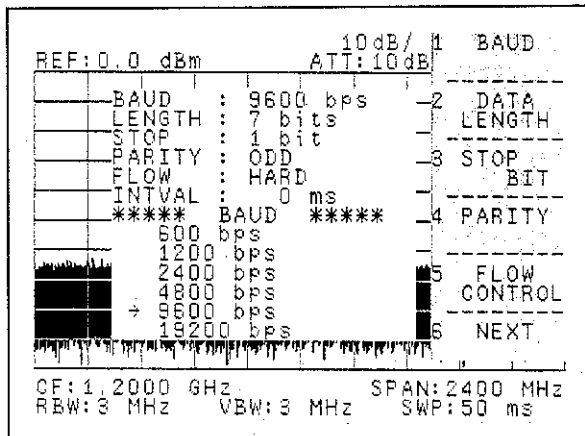 10dB/
REF:0.0 dBm ATT:10dB
BAUD : 9600 bps
LENGTH : 7 bits
STOP : 1 bit
PARITY : ODD
FLOW : HARD
INTVAL : 0 ms
***** BAUD *****
600 bps
1200 bps
2400 bps
4800 bps
→ 9600 bps
19200 bps
CF:1.2000 GHz SPAN:2400 MHz
RBW:3 MHz VBW:3 MHz SWP:50 ms
1 BAUD
2 DATA
LENGTH
3 STOP
BIT
4 PARITY
5 FLOW
CONTROL
6 NEXT